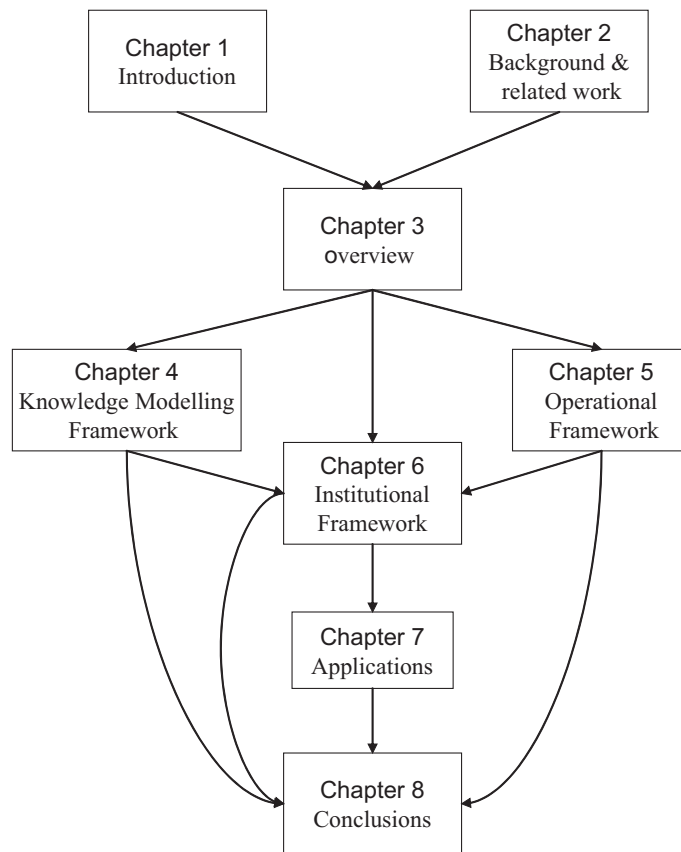 Chapter 1
Introduction
Chapter 2
Background &
related work
Chapter 3
overview
Chapter 4
Knowledge Modelling
Framework
Chapter 5
Operational
Framework
Chapter 6
Institutional
Framework
Chapter 7
Applications
Chapter 8
Conclusions